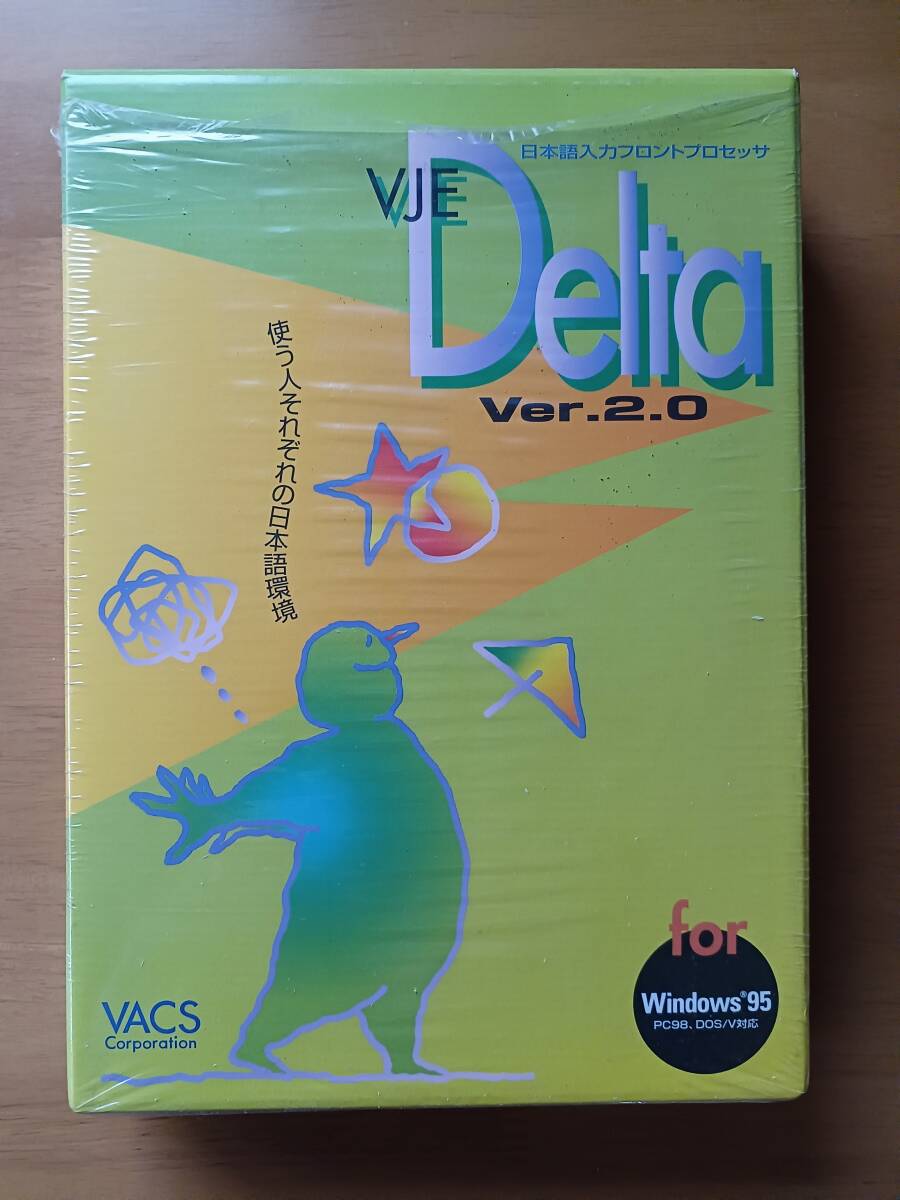 日本語入力フロントプロセッサ
VJE
Delta
Ver.2.0
使う人それぞれの日本語環境
for
Windows®95
PC98、DOS/V対応
VACS
Corporation